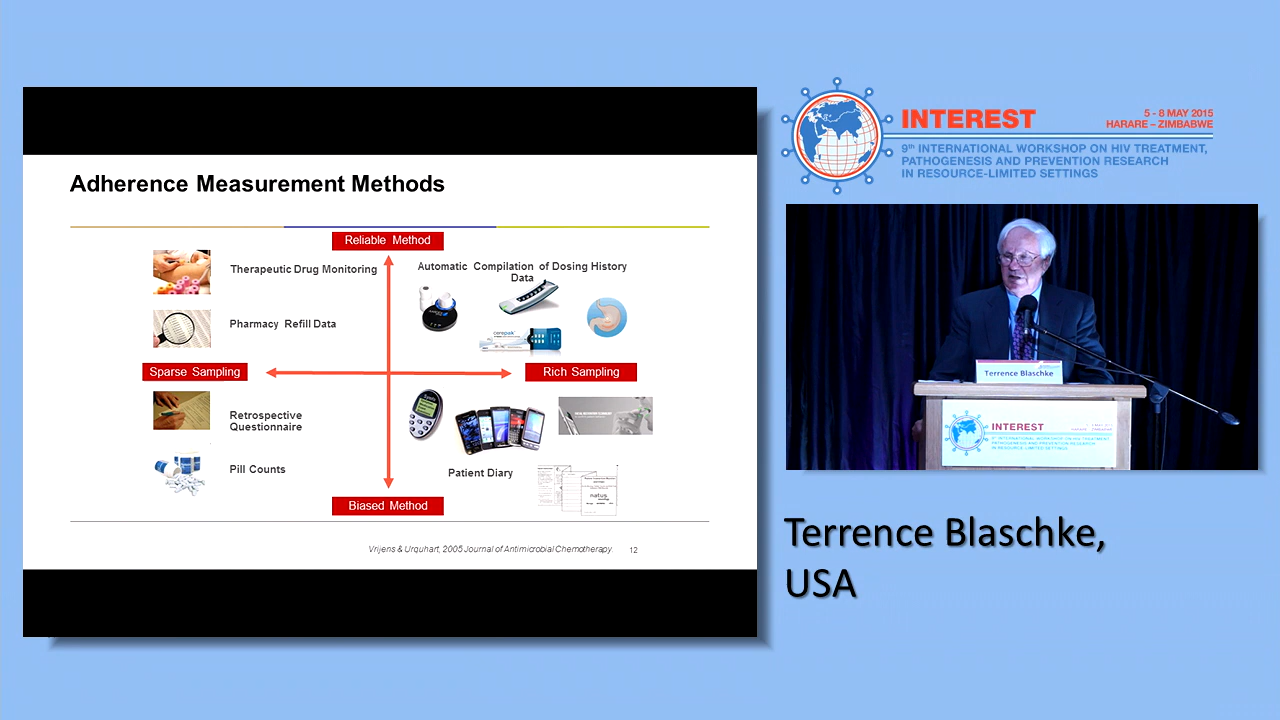 Adherence Measurement Methods
Reliable Method
Therapeutic Drug Monitoring
Automatic Compilation of Dosing History
Data
Pharmacy Refill Data
cerepak
Sparse Sampling
Rich Sampling
Retrospective
Questionnaire
Pill Counts
Patient Diary
natus
Biased Method
Vrijens & Urquhart, 2005 Journal of Antimicrobial Chemotherapy.
12
INTEREST
5 - 8 MAY 2015
HARARE – ZIMBABWE
9th INTERNATIONAL WORKSHOP ON HIV TREATMENT,
PATHOGENESIS AND PREVENTION RESEARCH
IN RESOURCE-LIMITED SETTINGS
Terrence Blaschke
INTEREST
Terrence Blaschke,
USA